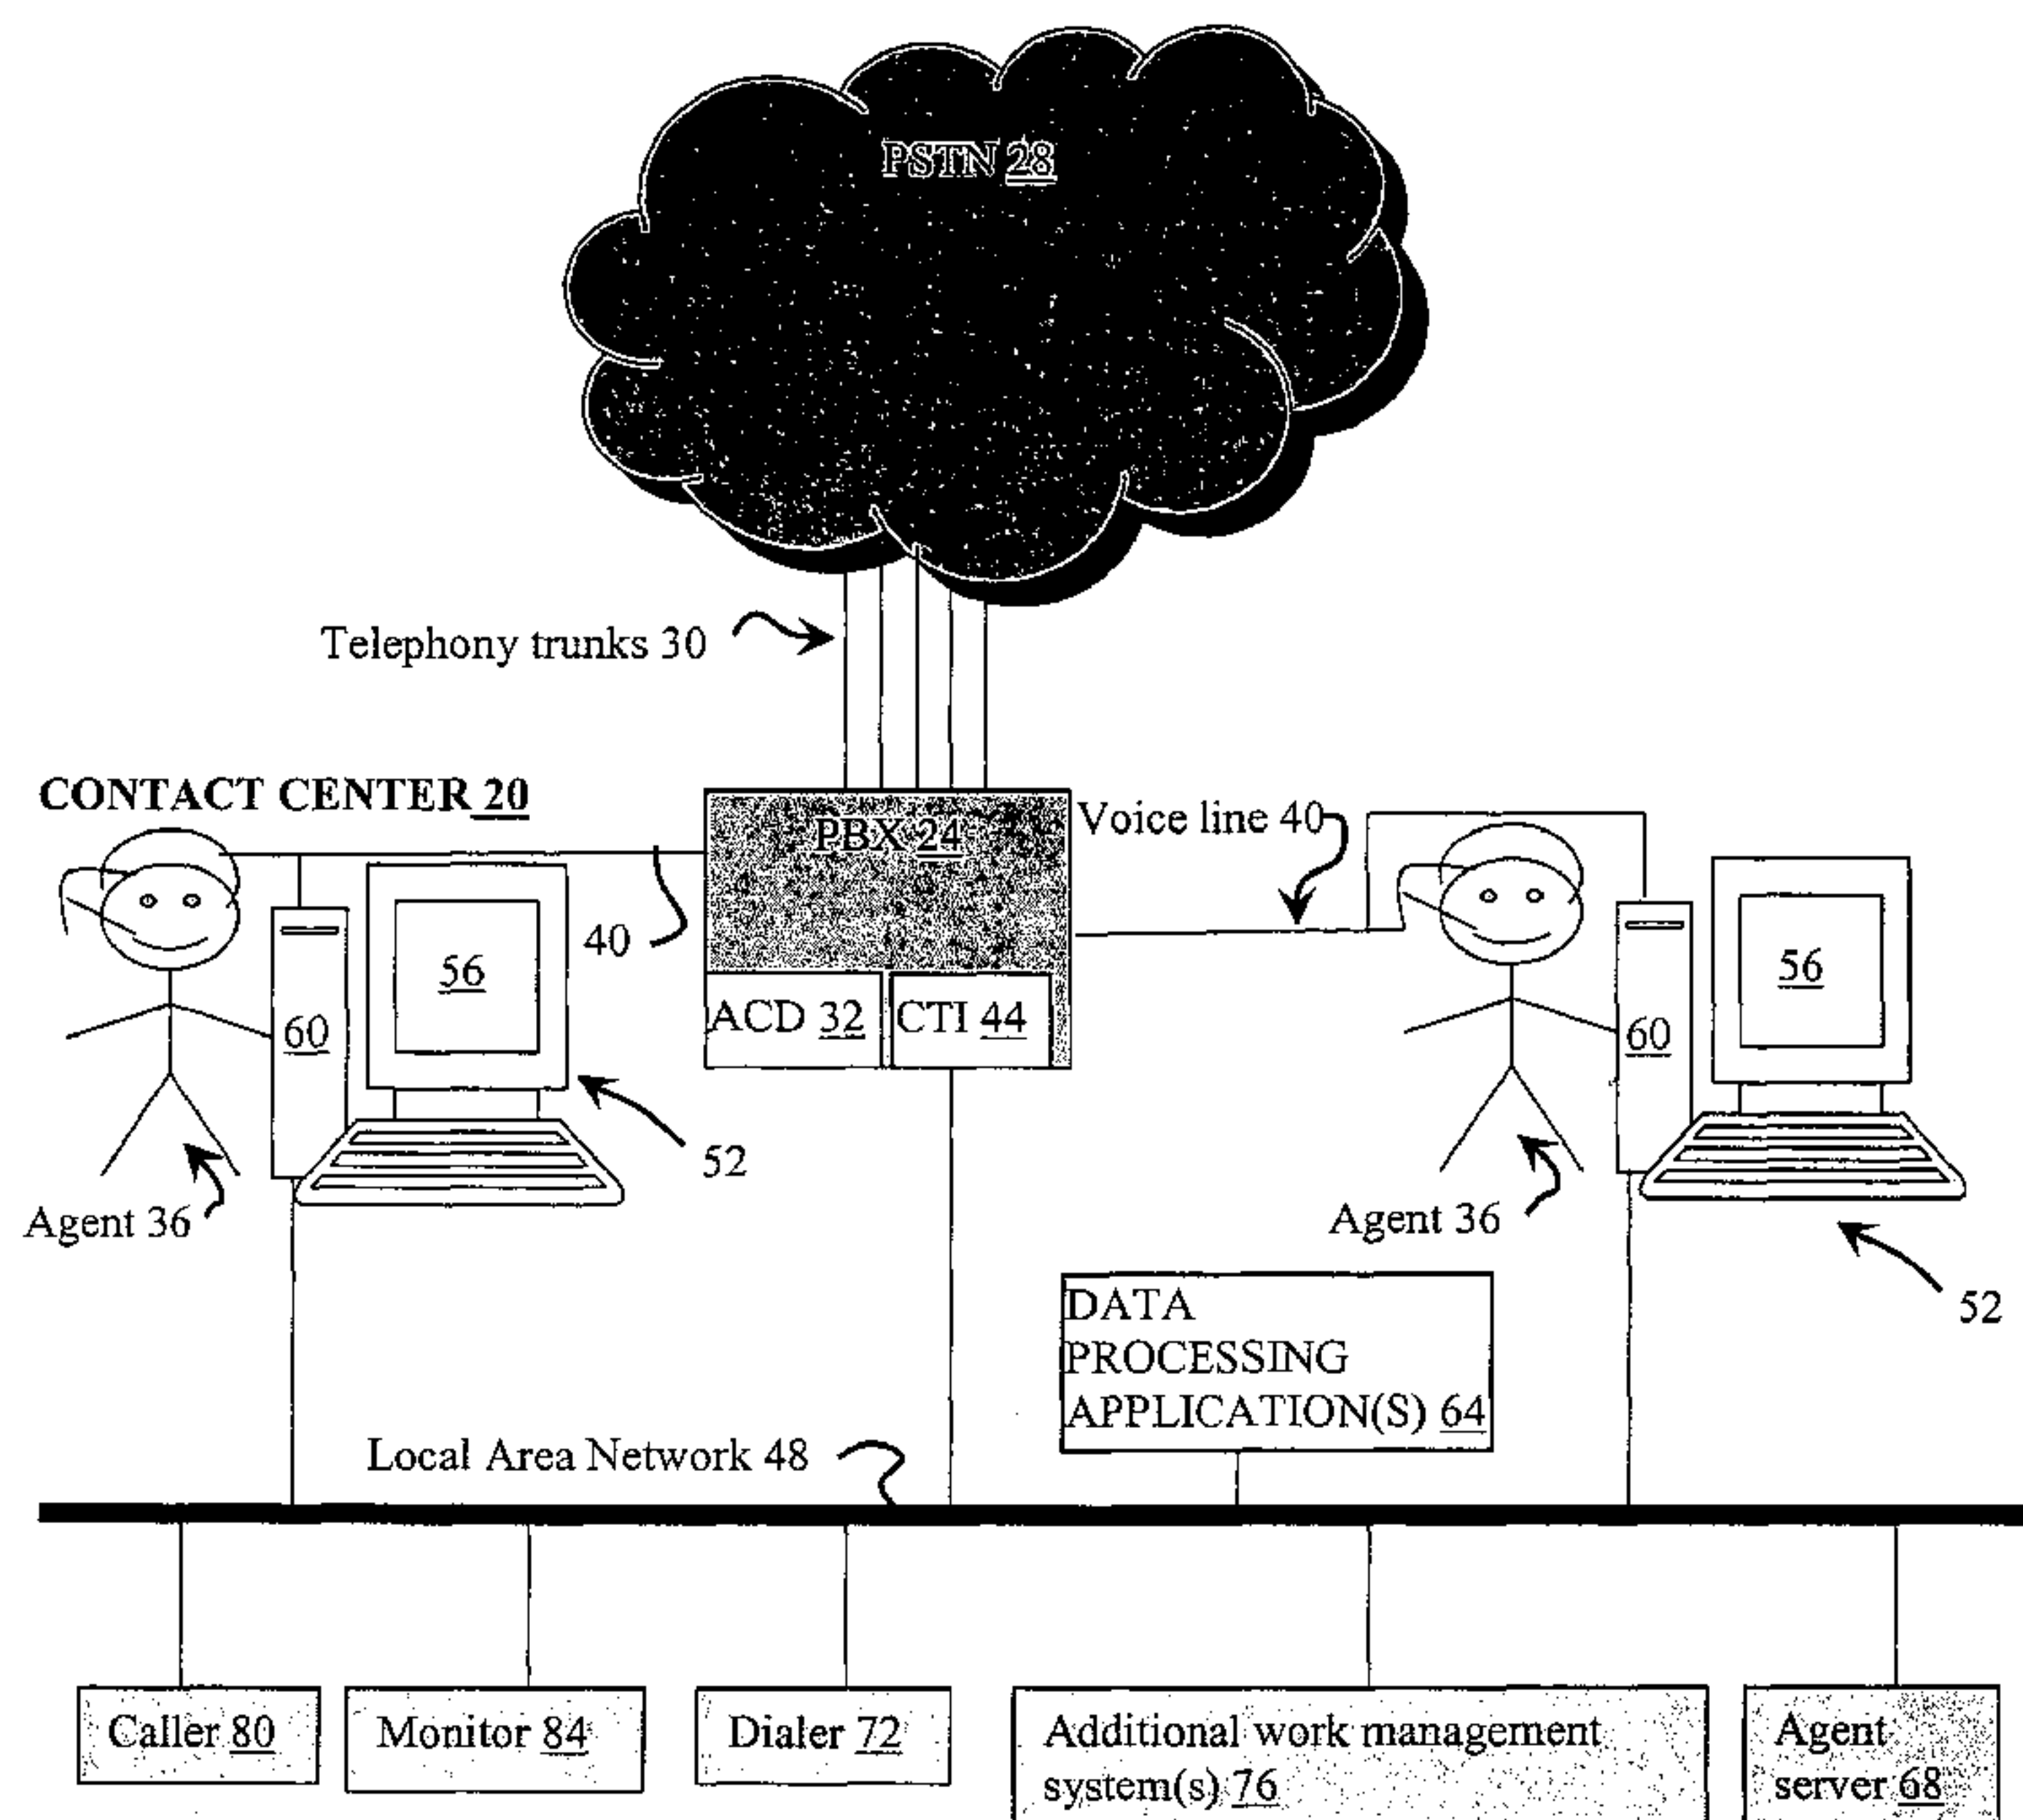 PSTN 28
Telephony trunks 30
CONTACT CENTER 20
PBX 24
Voice line 40
40
56
60
ACD 32
CTI 44
56
60
52
Agent 36
Agent 36
52
DATA
PROCESSING
APPLICATION(S) 64
Local Area Network 48
Caller 80
Monitor 84
Dialer 72
Additional work management
system(s) 76
Agent
server 68